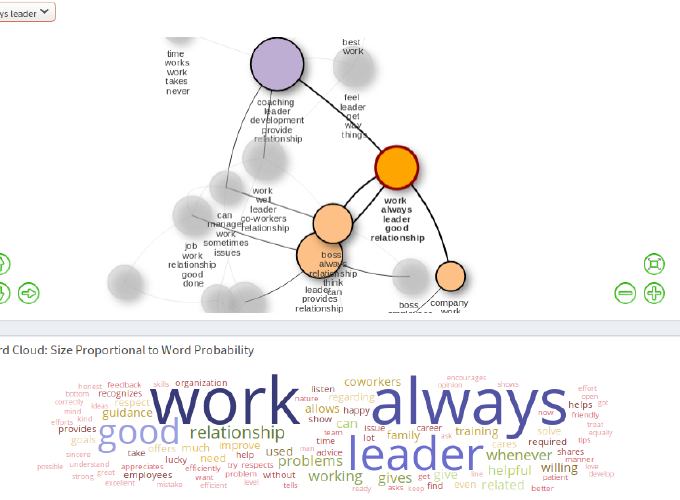 ys leader
time
works
work
takes
never
best
work
feel
leader
get
way
things
coaching
leader
development
provide
relationship
work
well
leader
co-workers
relationship
work
always
leader
good
relationship
can
manager
work
sometimes
issues
job
work
relationship
good
done
boss
always
relationship
think
can
leader
provides
relationship
boss
company
work
rd Cloud: Size Proportional to Word Probability
honest feedback skills organization work listen coworkers encourages opinion shows always effort
bottom recognizes nature regarding open got helps
correctly ideas respect allows happy now friendly
mind guidance show can
efforts kind treat
provides good relationship team issue career training solve equally
goals lot family ask cares required tips
offers much improve time leader
sincere take used advice whenever shares
lucky need help man manner
possible understand appreciates efficiently try respects problems helpful willing love
strong great employees want problem working gives get give line related patient develop
excellent mistake efficient level without tells ready asks keep find even better